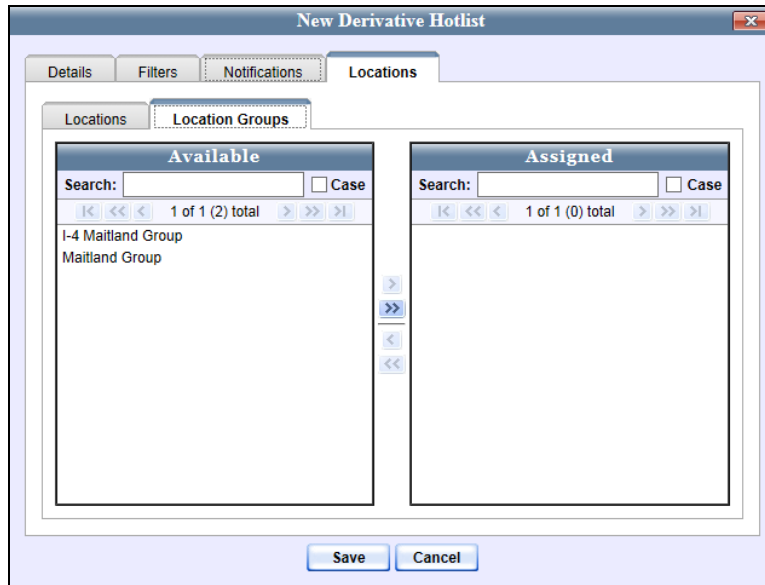 New Derivative Hotlist
Details Filters Notifications Locations
Locations Location Groups
Available Assigned
Search: Case Search: Case
|< << < 1 of 1 (2) total > >> >| |< << < 1 of 1 (0) total > >> >|
I-4 Maitland Group
Maitland Group
>
>>
<
<<
Save Cancel